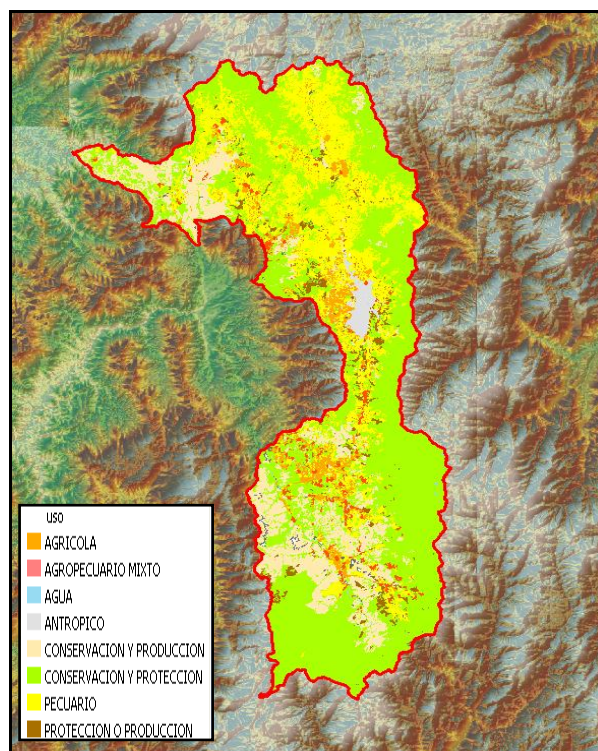 uso
AGRICOLA
AGROPECUARIO MIXTO
AGUA
ANTROPICO
CONSERVACION Y PRODUCCION
CONSERVACION Y PROTECCION
PECUARIO
PROTECCION O PRODUCCION